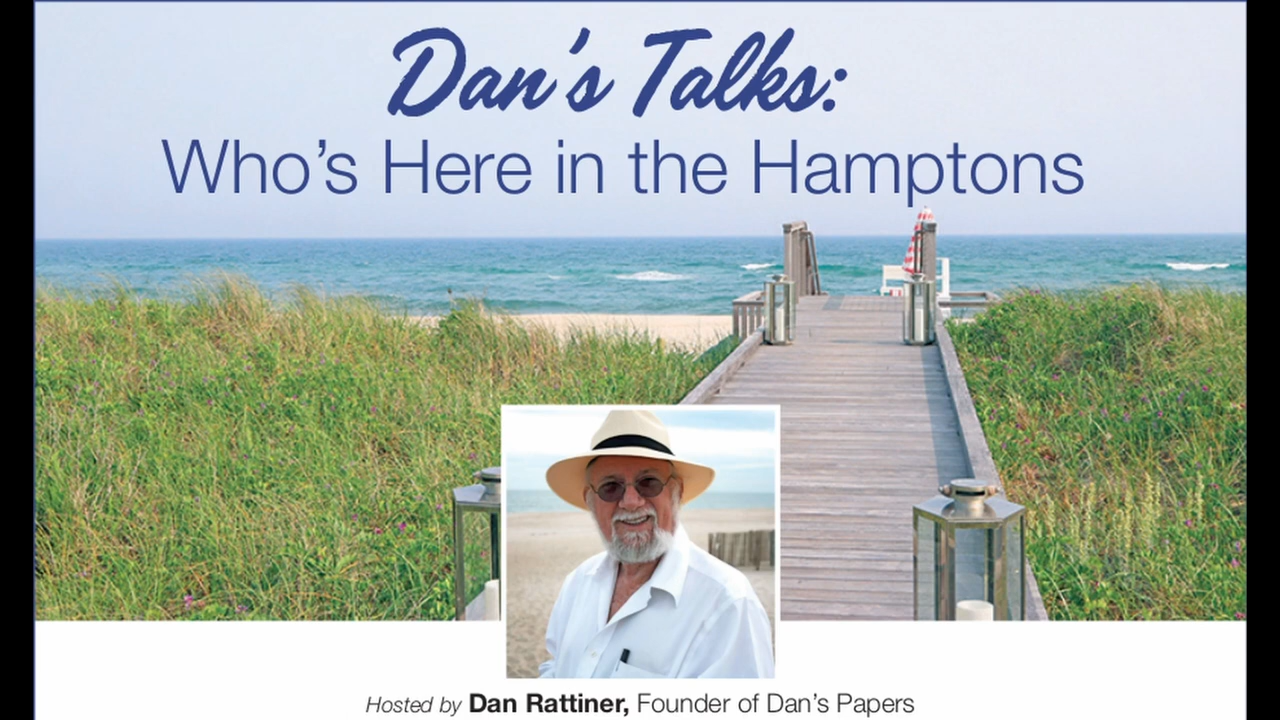 Dan's Talks:
Who's Here in the Hamptons
Hosted by Dan Rattiner, Founder of Dan's Papers